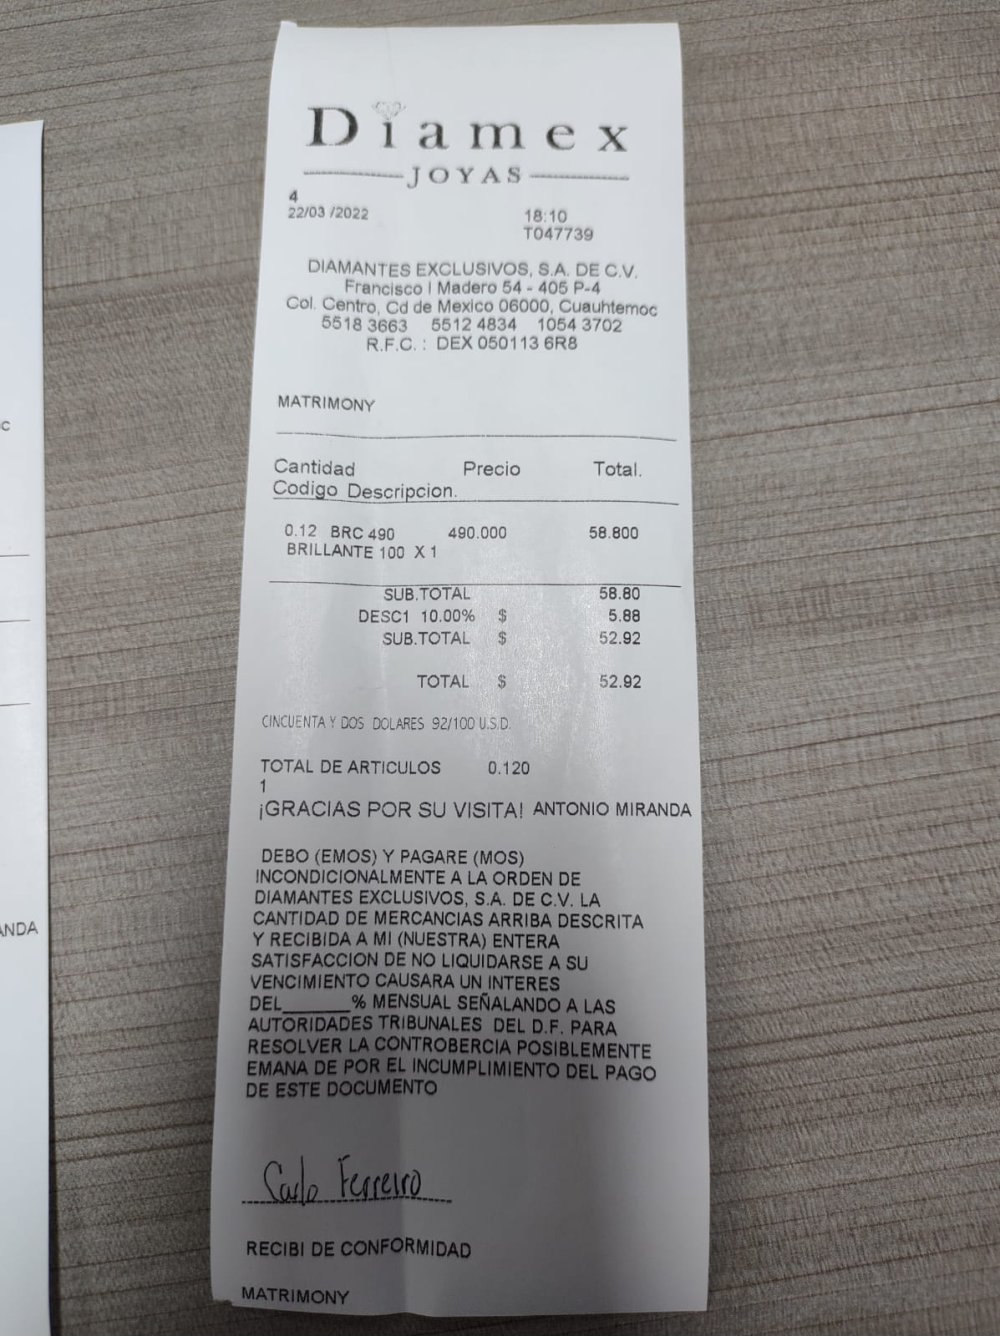 Diamex
JOYAS
4
22/03 /2022 18:10
T047739
DIAMANTES EXCLUSIVOS, S.A. DE C.V.
Francisco I Madero 54 - 405 P-4
Col. Centro, Cd de Mexico 06000, Cuauhtemoc
5518 3663 5512 4834 1054 3702
R.F.C. : DEX 050113 6R8
MATRIMONY
Cantidad Precio Total.
Codigo Descripcion.
0.12 BRC 490 490.000 58.800
BRILLANTE 100 X 1
SUB.TOTAL 58.80
DESC1 10.00% $ 5.88
SUB.TOTAL $ 52.92
TOTAL $ 52.92
CINCUENTA Y DOS DOLARES 92/100 U.S.D.
TOTAL DE ARTICULOS 0.120
1
¡GRACIAS POR SU VISITA! ANTONIO MIRANDA
DEBO (EMOS) Y PAGARE (MOS)
INCONDICIONALMENTE A LA ORDEN DE
DIAMANTES EXCLUSIVOS, S.A. DE C.V. LA
CANTIDAD DE MERCANCIAS ARRIBA DESCRITA
Y RECIBIDA A MI (NUESTRA) ENTERA
SATISFACCION DE NO LIQUIDARSE A SU
VENCIMIENTO CAUSARA UN INTERES
DEL______% MENSUAL SEÑALANDO A LAS
AUTORIDADES TRIBUNALES DEL D.F. PARA
RESOLVER LA CONTROBERCIA POSIBLEMENTE
EMANA DE POR EL INCUMPLIMIENTO DEL PAGO
DE ESTE DOCUMENTO
Carlo Ferreiro
RECIBI DE CONFORMIDAD
MATRIMONY
C
ANDA